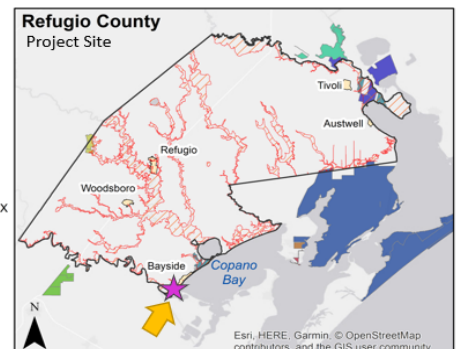 Refugio County
Project Site
Tivoli
Austwell
Refugio
Woodsboro
x
Bayside
Copano
Bay
N
Esri, HERE, Garmin, © OpenStreetMap
contributors, and the GIS user community